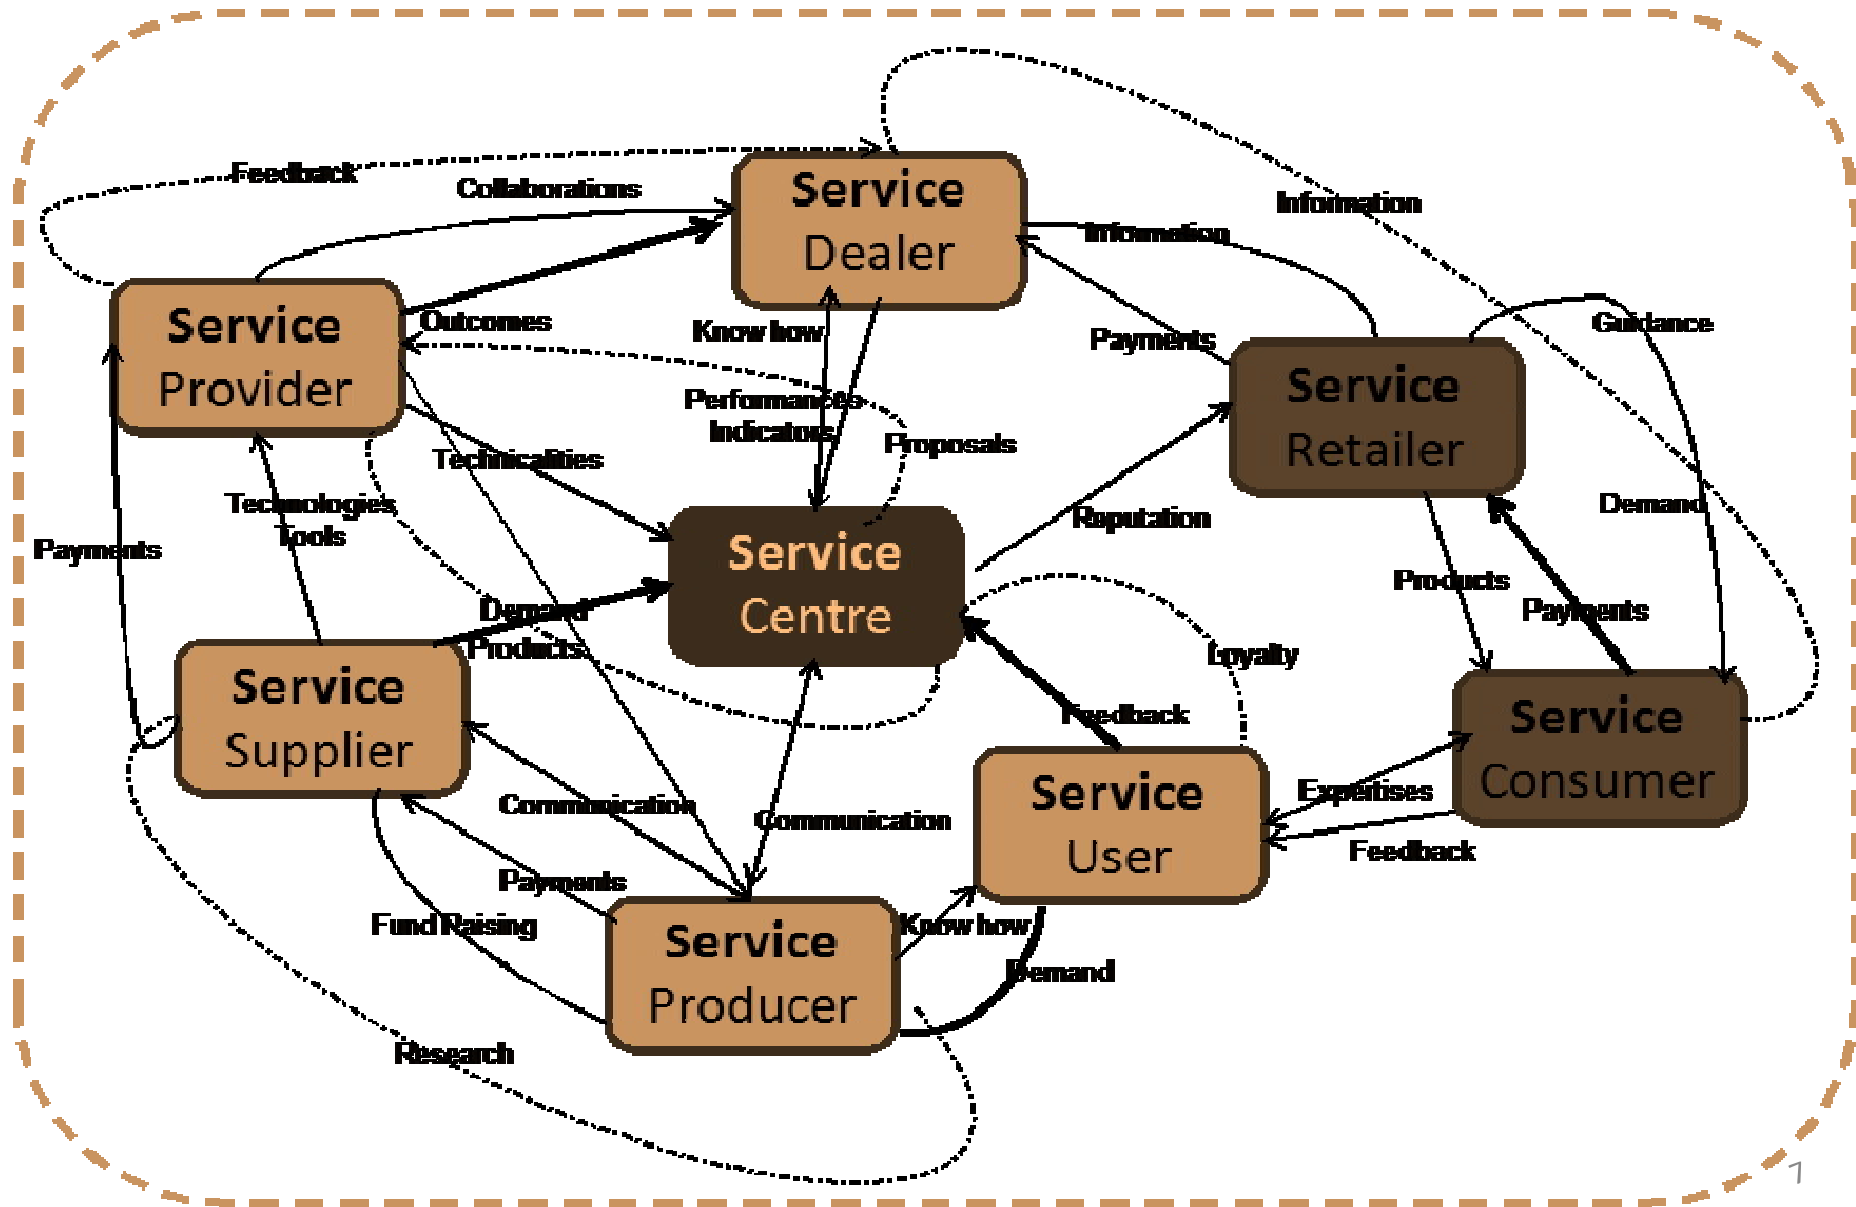 Feedback
Collaborations
Service
Dealer
Information
Information
Service
Provider
Outcomes
Know how
Payments
Guidance
Service
Retailer
Performances
Indicators
Proposals
Technicalities
Technologies
Tools
Payments
Reputation
Demand
Service
Centre
Products
Payments
Demand
Products
Loyalty
Service
Supplier
Feedback
Service
Consumer
Communication
Communication
Service
User
Expertises
Feedback
Payments
Fund Raising
Know how
Service
Producer
Demand
Research
7